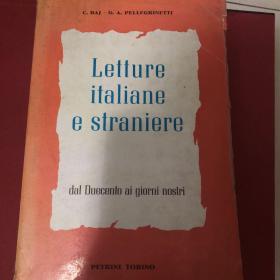 C. BAJ - G. A. PELLEGRINETTI
Letture
italiane
e straniere
dal Duecento ai giorni nostri
PETRINI TORINO